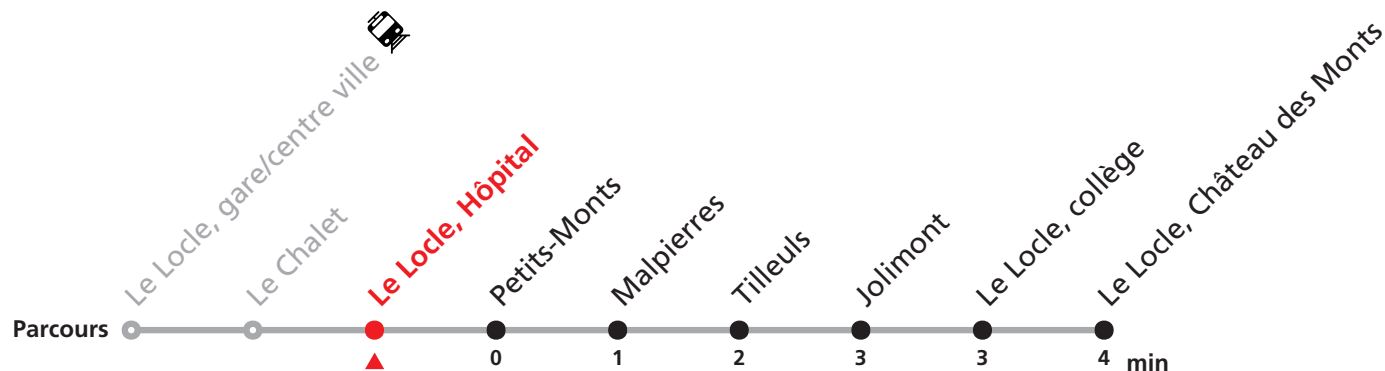 Le Locle, gare/centre ville
Le Chalet
Le Locle, Hôpital
Petits-Monts
Malpierres
Tilleuls
Jolimont
Le Locle, collège
Le Locle, Château des Monts
Parcours
0 1 2 3 3 4 min